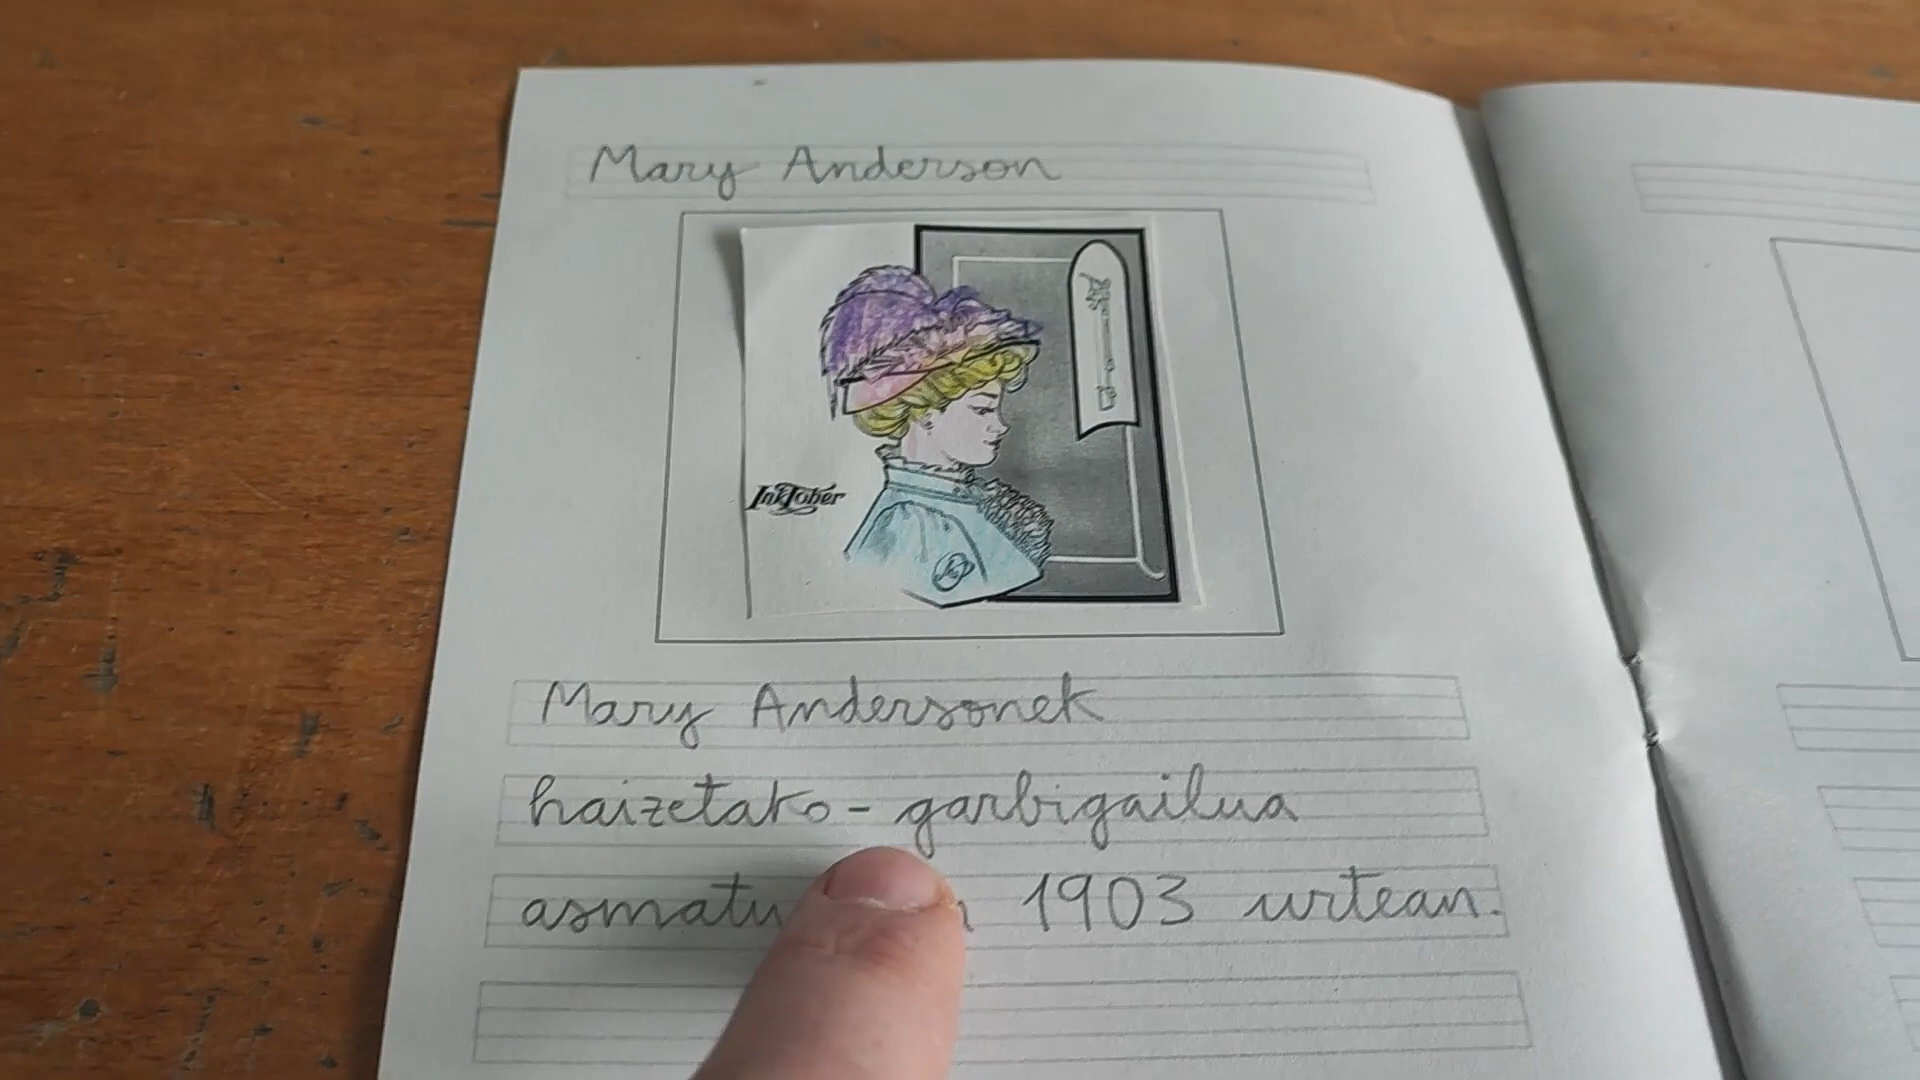 Mary Anderson
InkTober
Mary Andersonek
haizetako-garbigailua
asmatu 1903 urtean.